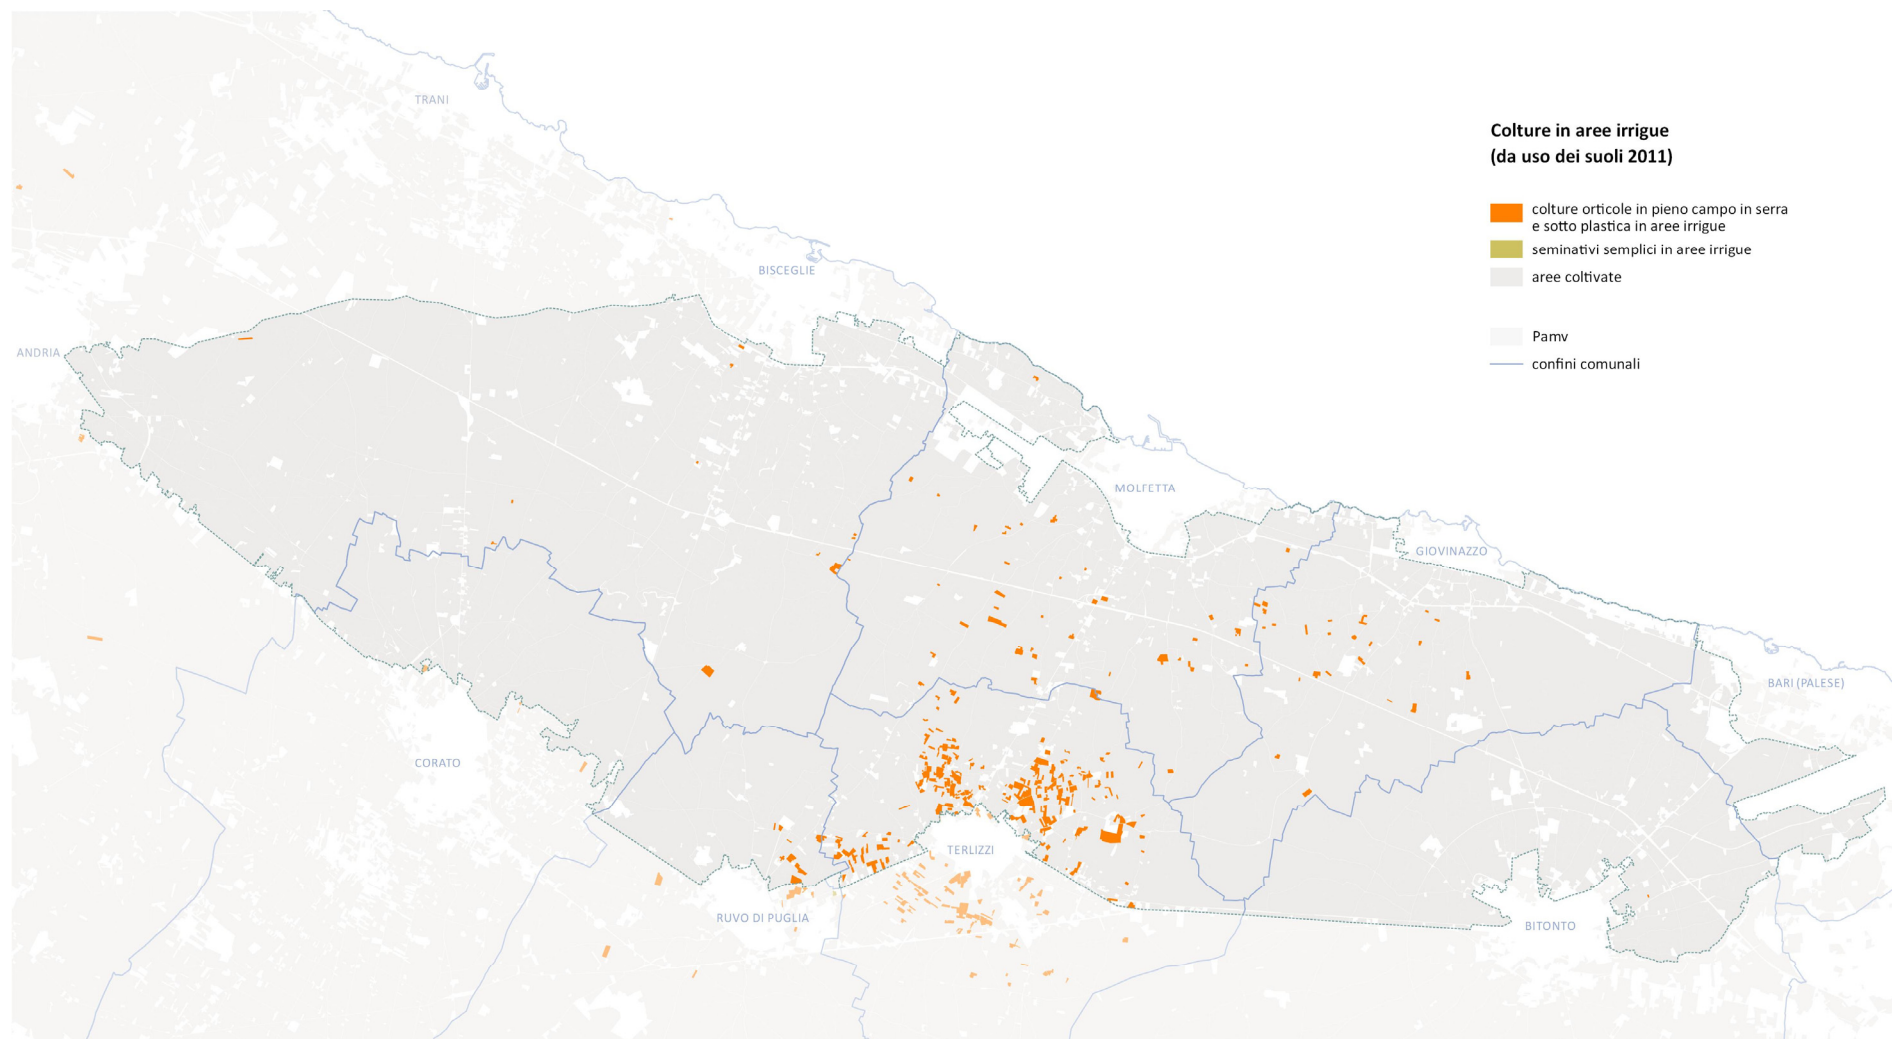 TRANI
Colture in aree irrigue
(da uso dei suoli 2011)
colture orticole in pieno campo in serra
e sotto plastica in aree irrigue
seminativi semplici in aree irrigue
aree coltivate
Pamv
confini comunali
BISCEGLIE
ANDRIA
MOLFETTA
GIOVINAZZO
BARI (PALESE)
CORATO
TERLIZZI
RUVO DI PUGLIA
BITONTO